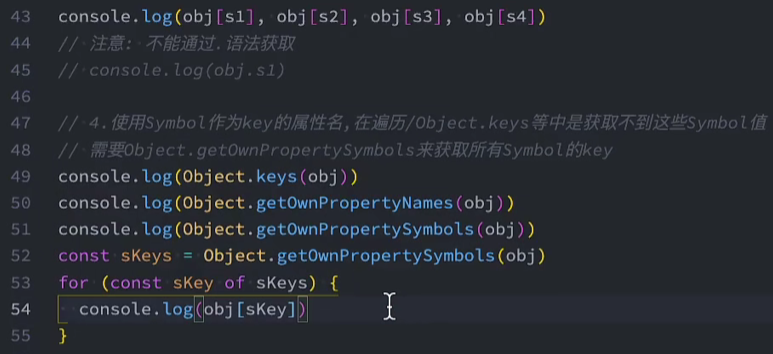 43 console.log(obj[s1], obj[s2], obj[s3], obj[s4])
44 // 注意: 不能通过.语法获取
45 // console.log(obj.s1)
46
47 // 4.使用Symbol作为key的属性名,在遍历/Object.keys等中是获取不到这些Symbol值
48 // 需要Object.getOwnPropertySymbols来获取所有Symbol的key
49 console.log(Object.keys(obj))
50 console.log(Object.getOwnPropertyNames(obj))
51 console.log(Object.getOwnPropertySymbols(obj))
52 const sKeys = Object.getOwnPropertySymbols(obj)
53 for (const sKey of sKeys) {
54   console.log(obj[sKey])
55 }